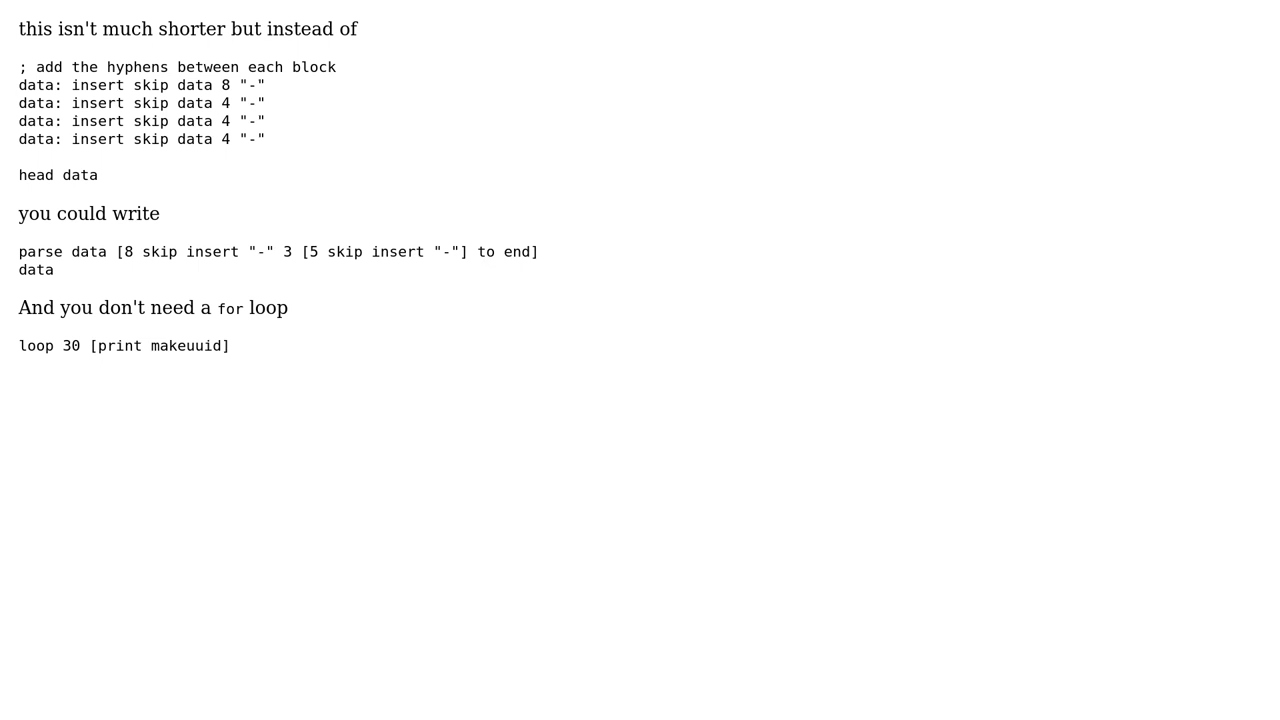 this isn't much shorter but instead of
; add the hyphens between each block
data: insert skip data 8 "-"
data: insert skip data 4 "-"
data: insert skip data 4 "-"
data: insert skip data 4 "-"
head data
you could write
parse data [8 skip insert "-" 3 [5 skip insert "-"] to end]
data
And you don't need a for loop
loop 30 [print makeuuid]